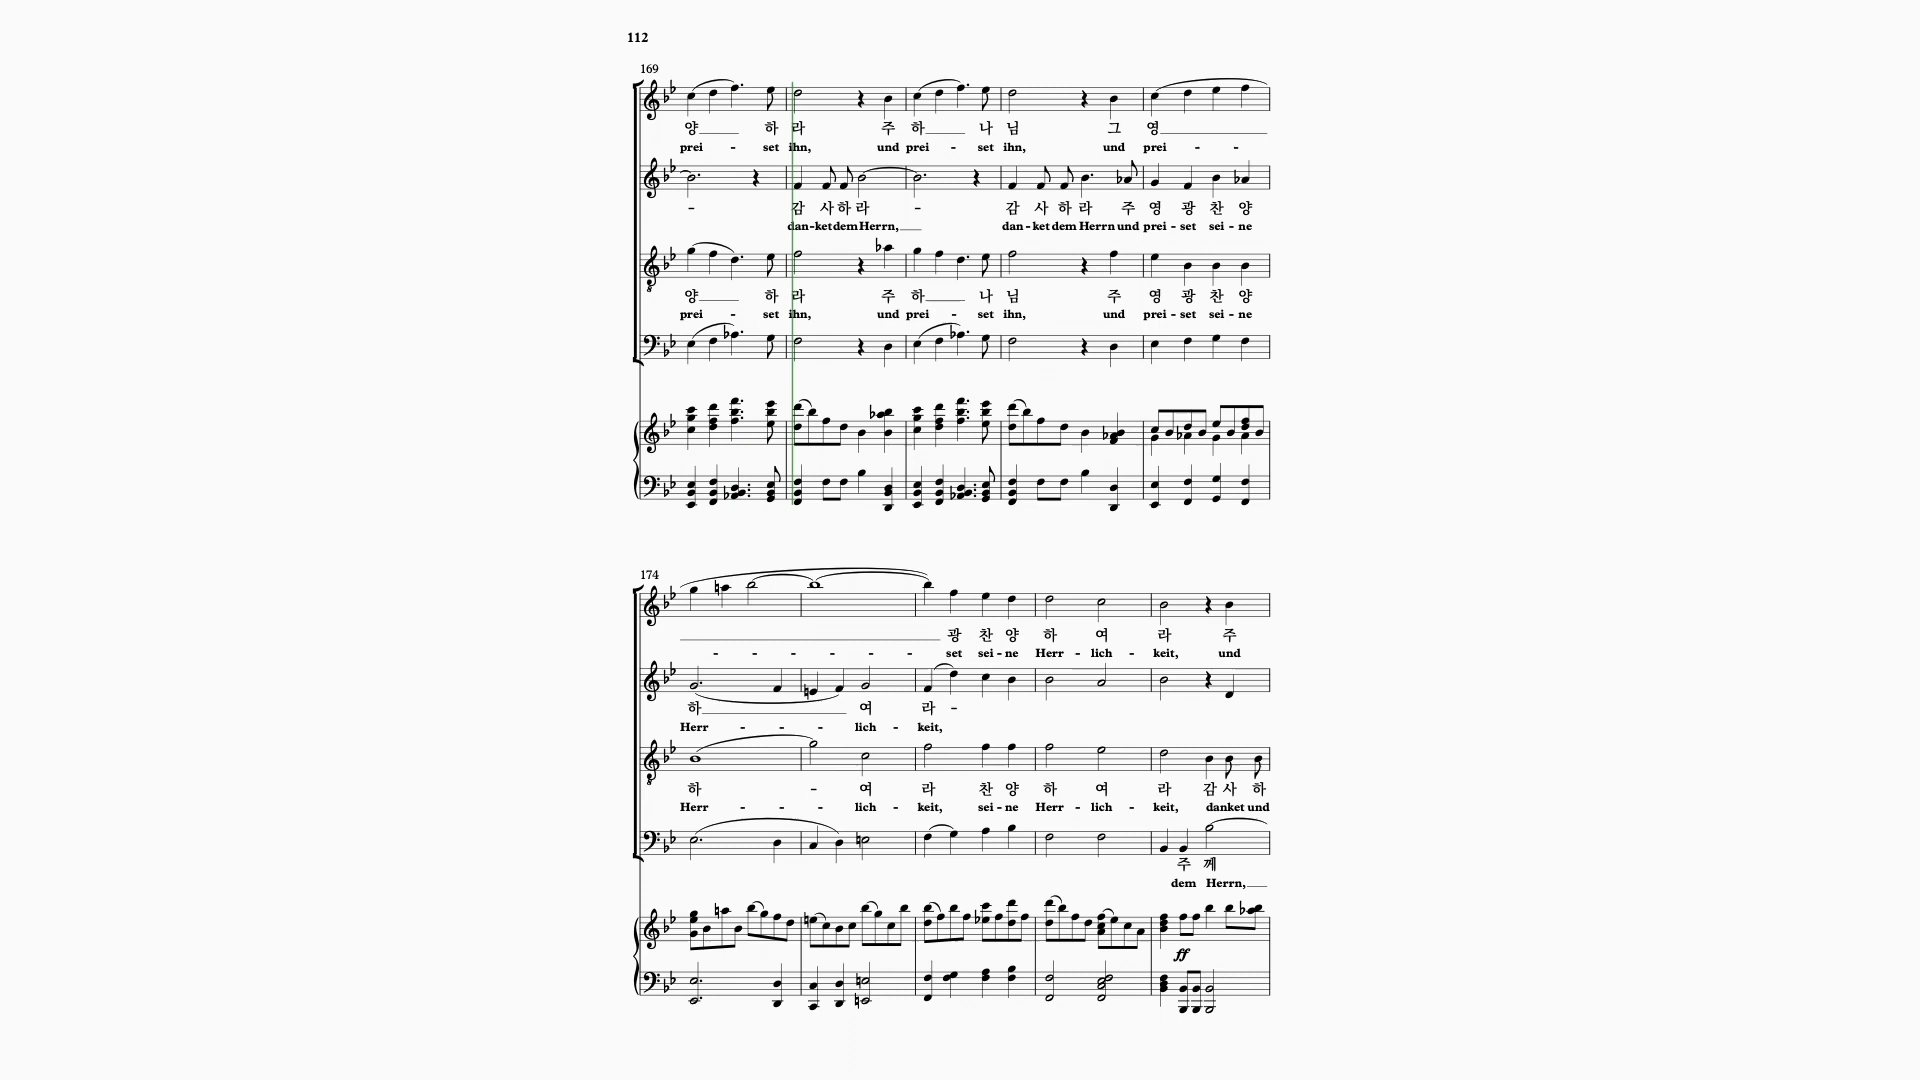 112
169
양 하 라 주 하 나 님 그 영
prei - set ihn, und prei - set ihn, und prei - -
- 감 사 하 라 - 감 사 하 라 주 영 광 찬 양
dan-ket dem Herrn, dan-ket dem Herrn und prei - set sei - ne
양 하 라 주 하 나 님 주 영 광 찬 양
prei - set ihn, und prei - set ihn, und prei - set sei - ne
174
광 찬 양 하 여 라 주
- - - - - - set sei - ne Herr - lich - keit, und
하 여 라 -
Herr - - - lich - keit,
하 - 여 라 찬 양 하 여 라 감 사 하
Herr - - - lich - keit, sei - ne Herr - lich - keit, danket und
주 께
dem Herrn,
ff